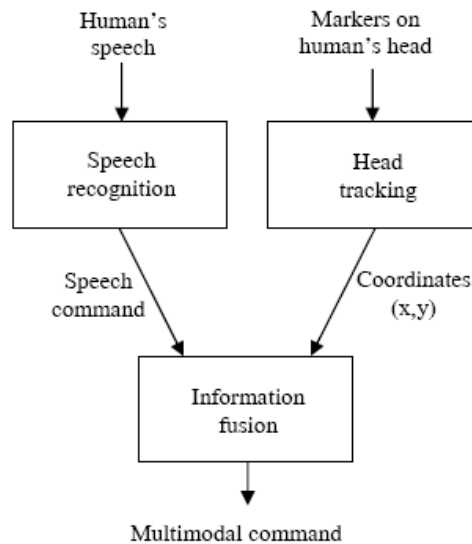 Human's
speech
Markers on
human's head
Speech
recognition
Head
tracking
Speech
command
Coordinates
(x,y)
Information
fusion
Multimodal command